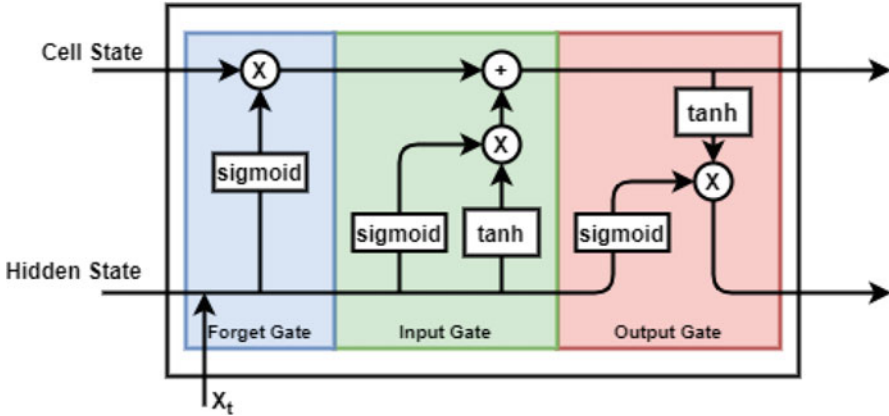 Cell State
X
+
tanh
X
X
sigmoid
sigmoid
tanh
sigmoid
Hidden State
Forget Gate
Input Gate
Output Gate
Xt